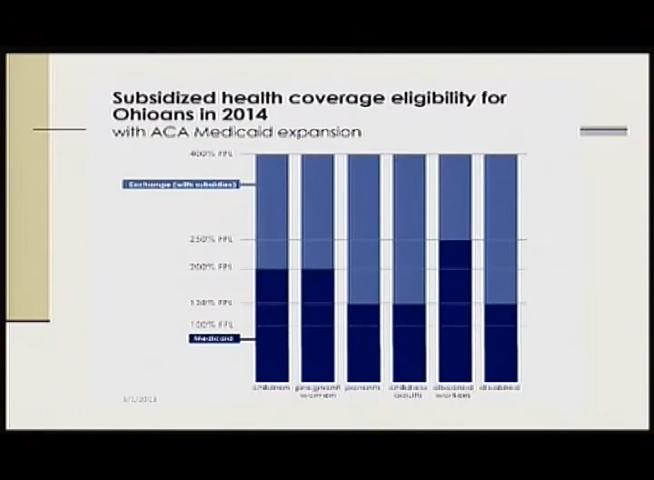 Subsidized health coverage eligibility for
Ohioans in 2014
with ACA Medicaid expansion
400% FPL
Exchange (with subsidies)
250% FPL
200% FPL
138% FPL
100% FPL
Medicaid
children
pregnant
women
parents
childless
adults
disabled
workers
disabled